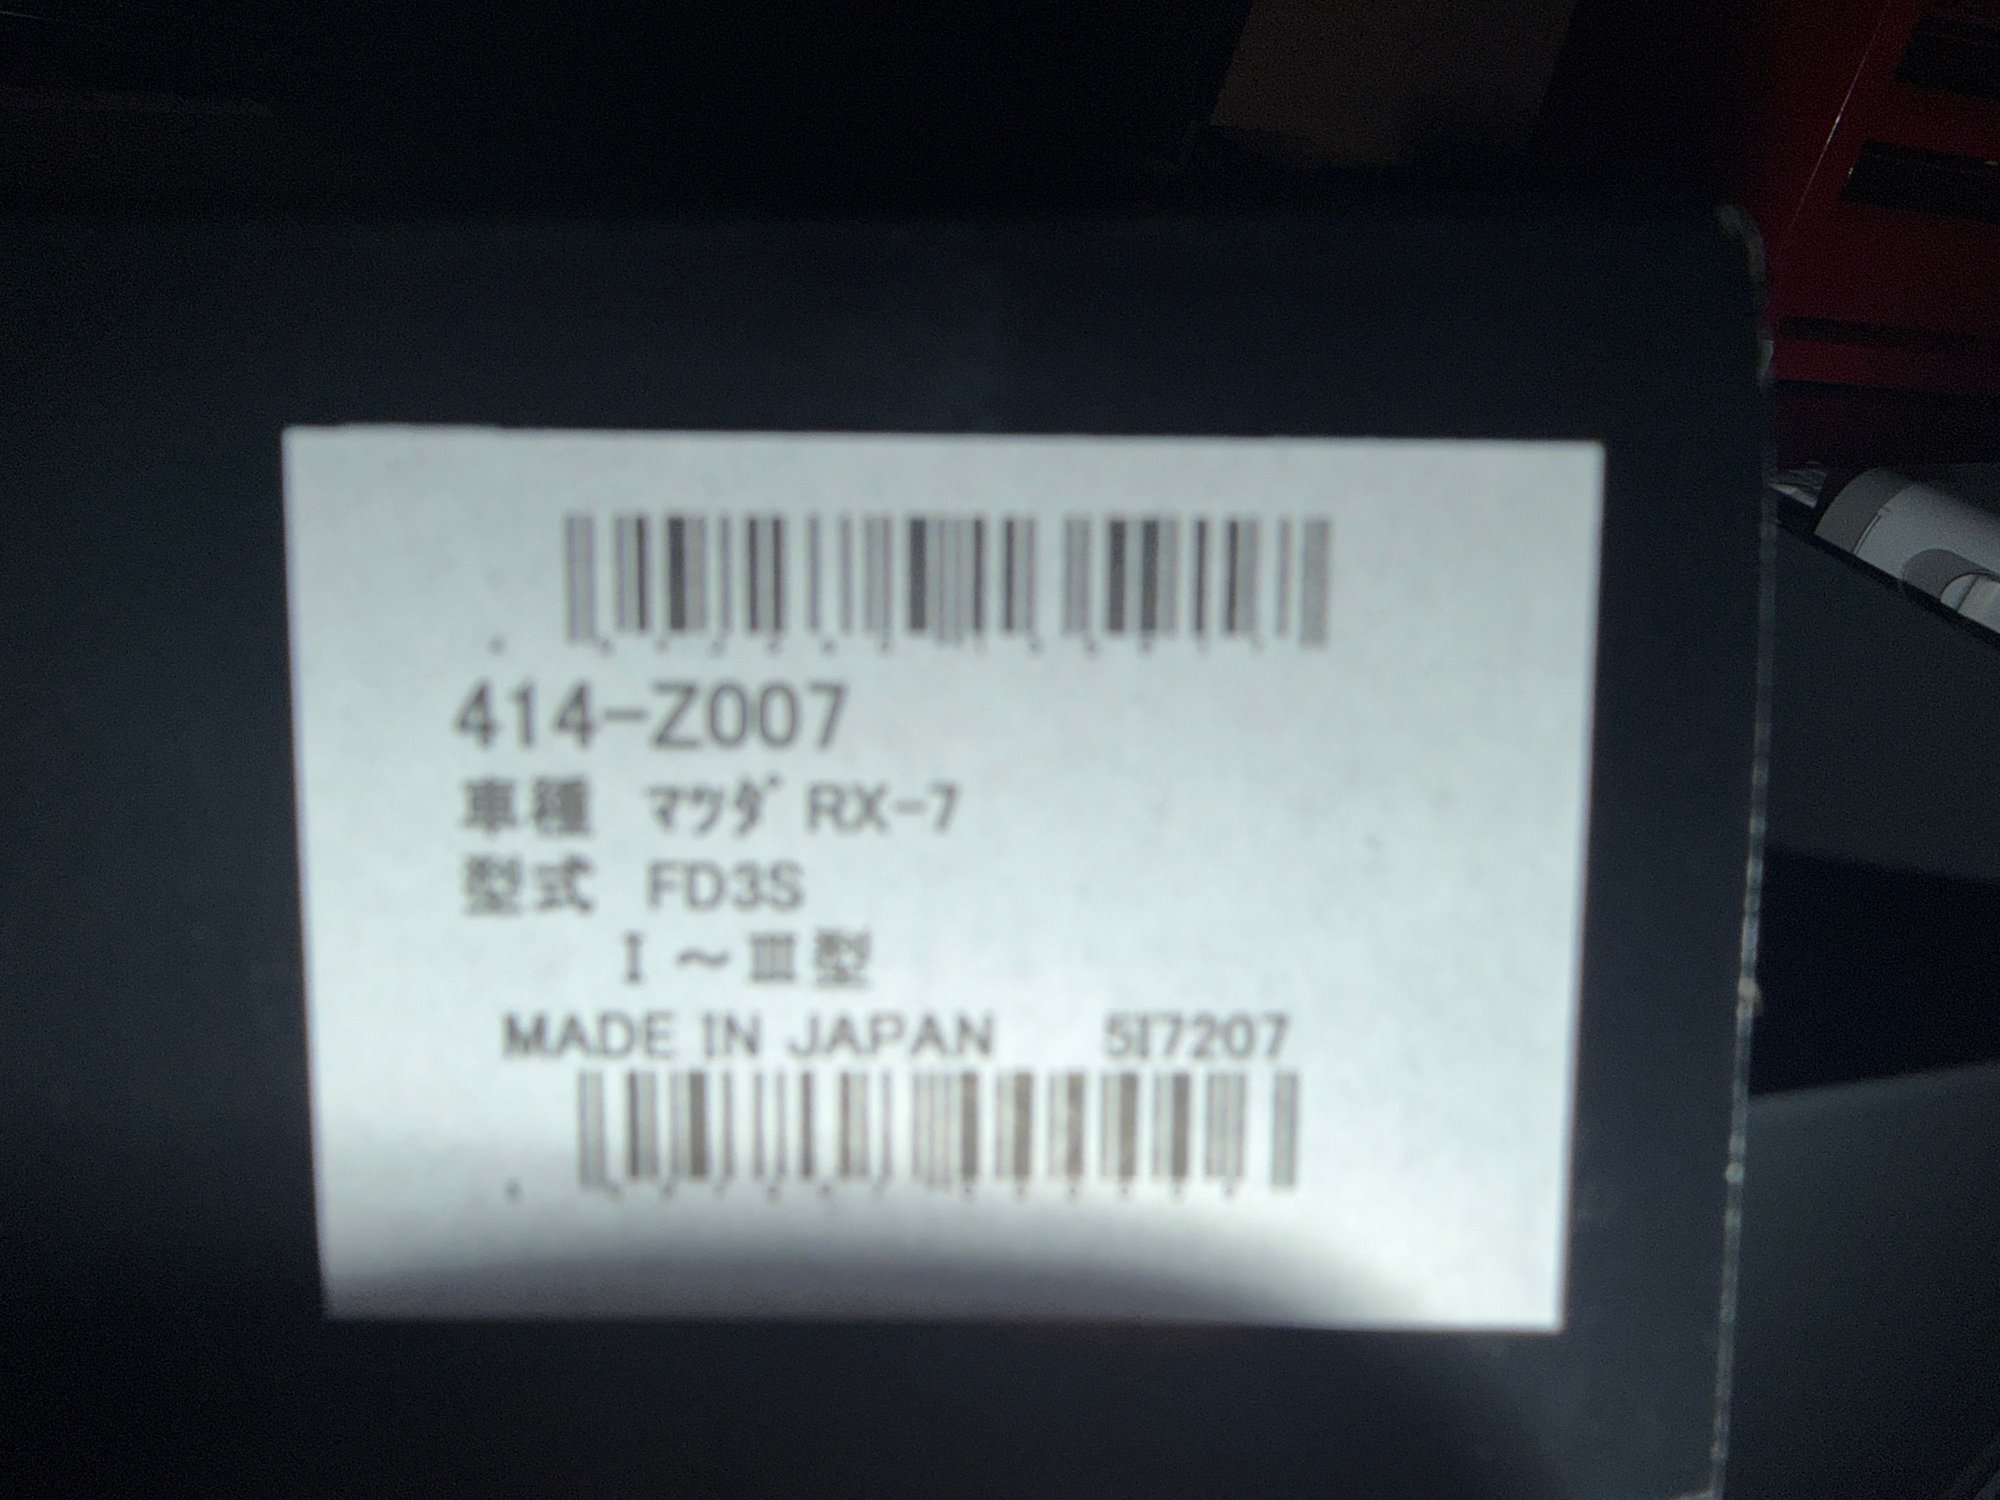 414-Z007
車種 マツダ RX-7
型式 FD3S
Ⅰ～Ⅲ型
MADE IN JAPAN 5I7207